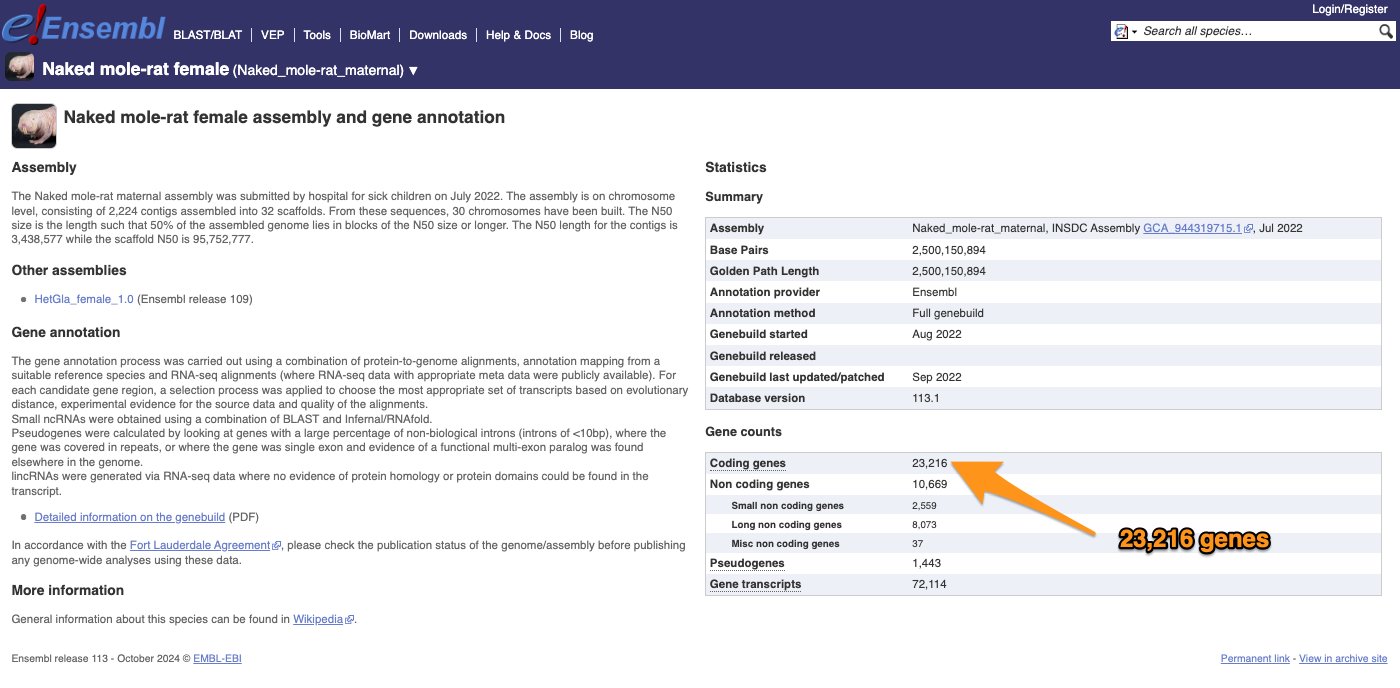 Login/Register
e!Ensembl
BLAST/BLAT VEP Tools BioMart Downloads Help & Docs Blog
Search all species…
Naked mole-rat female (Naked_mole-rat_maternal) ▼
Naked mole-rat female assembly and gene annotation
Assembly
The Naked mole-rat maternal assembly was submitted by hospital for sick children on July 2022. The assembly is on chromosome
level, consisting of 2,224 contigs assembled into 32 scaffolds. From these sequences, 30 chromosomes have been built. The N50
size is the length such that 50% of the assembled genome lies in blocks of the N50 size or longer. The N50 length for the contigs is
3,438,577 while the scaffold N50 is 95,752,777.
Other assemblies
HetGla_female_1.0 (Ensembl release 109)
Gene annotation
The gene annotation process was carried out using a combination of protein-to-genome alignments, annotation mapping from a
suitable reference species and RNA-seq alignments (where RNA-seq data with appropriate meta data were publicly available). For
each candidate gene region, a selection process was applied to choose the most appropriate set of transcripts based on evolutionary
distance, experimental evidence for the source data and quality of the alignments.
Small ncRNAs were obtained using a combination of BLAST and Infernal/RNAfold.
Pseudogenes were calculated by looking at genes with a large percentage of non-biological introns (introns of <10bp), where the
gene was covered in repeats, or where the gene was single exon and evidence of a functional multi-exon paralog was found
elsewhere in the genome.
lincRNAs were generated via RNA-seq data where no evidence of protein homology or protein domains could be found in the
transcript.
Detailed information on the genebuild (PDF)
In accordance with the Fort Lauderdale Agreement, please check the publication status of the genome/assembly before publishing
any genome-wide analyses using these data.
More information
General information about this species can be found in Wikipedia.
Statistics
Summary
Assembly Naked_mole-rat_maternal, INSDC Assembly GCA_944319715.1, Jul 2022
Base Pairs 2,500,150,894
Golden Path Length 2,500,150,894
Annotation provider Ensembl
Annotation method Full genebuild
Genebuild started Aug 2022
Genebuild released
Genebuild last updated/patched Sep 2022
Database version 113.1
Gene counts
Coding genes 23,216
Non coding genes 10,669
Small non coding genes 2,559
Long non coding genes 8,073
Misc non coding genes 37
Pseudogenes 1,443
Gene transcripts 72,114
23,216 genes
Ensembl release 113 - October 2024 © EMBL-EBI
Permanent link - View in archive site